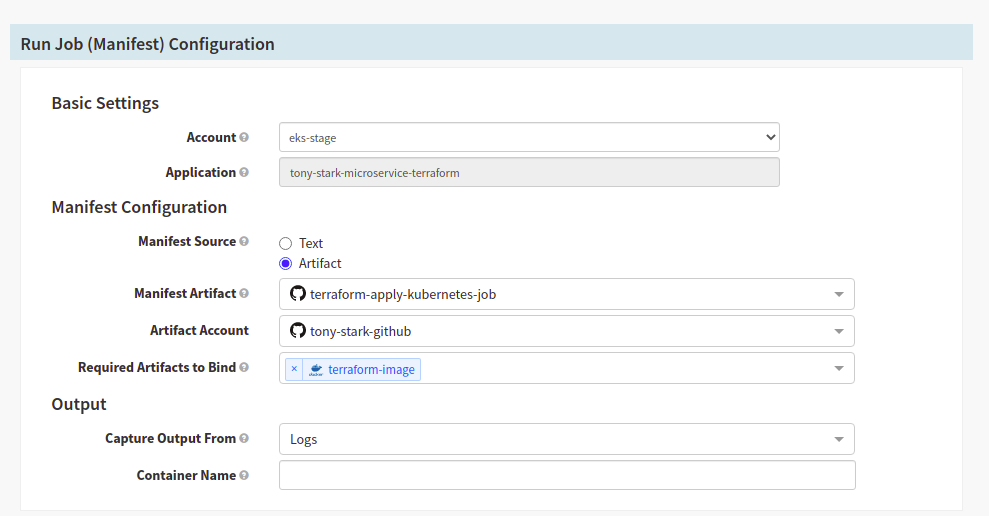 Run Job (Manifest) Configuration
Basic Settings
Account
eks-stage
Application
tony-stark-microservice-terraform
Manifest Configuration
Manifest Source
Text
Artifact
Manifest Artifact
terraform-apply-kubernetes-job
Artifact Account
tony-stark-github
Required Artifacts to Bind
× terraform-image
Output
Capture Output From
Logs
Container Name